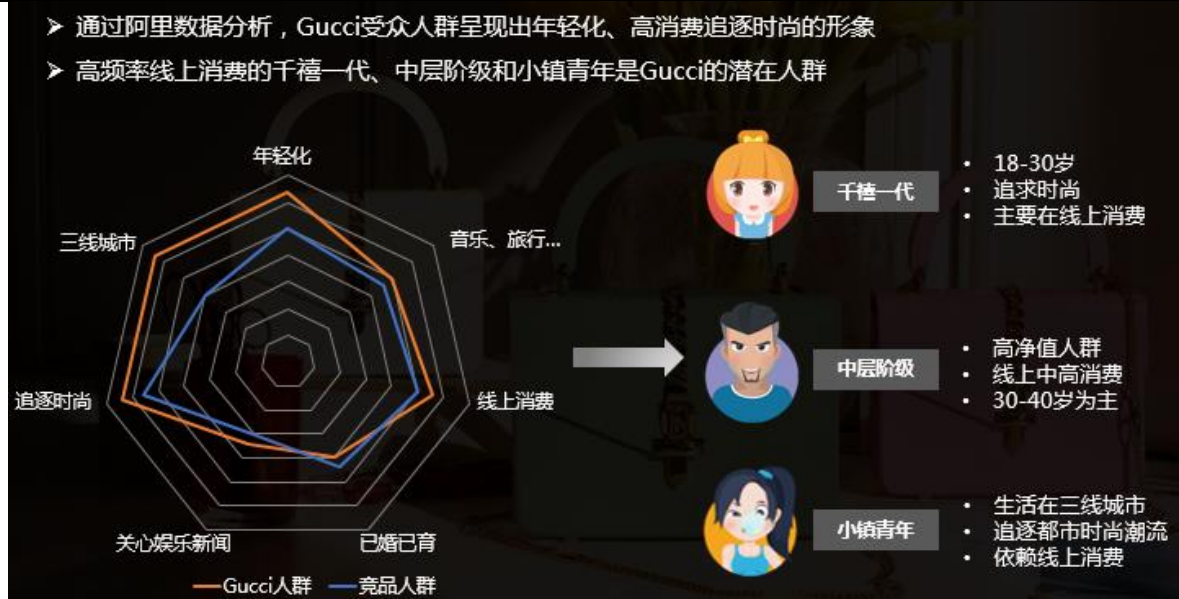 通过阿里数据分析，Gucci受众人群呈现出年轻化、高消费追逐时尚的形象
高频率线上消费的千禧一代、中层阶级和小镇青年是Gucci的潜在人群
年轻化
音乐、旅行...
线上消费
已婚已育
关心娱乐新闻
追逐时尚
三线城市
Gucci人群
竞品人群
千禧一代
18-30岁
追求时尚
主要在线上消费
中层阶级
高净值人群
线上中高消费
30-40岁为主
小镇青年
生活在三线城市
追逐都市时尚潮流
依赖线上消费